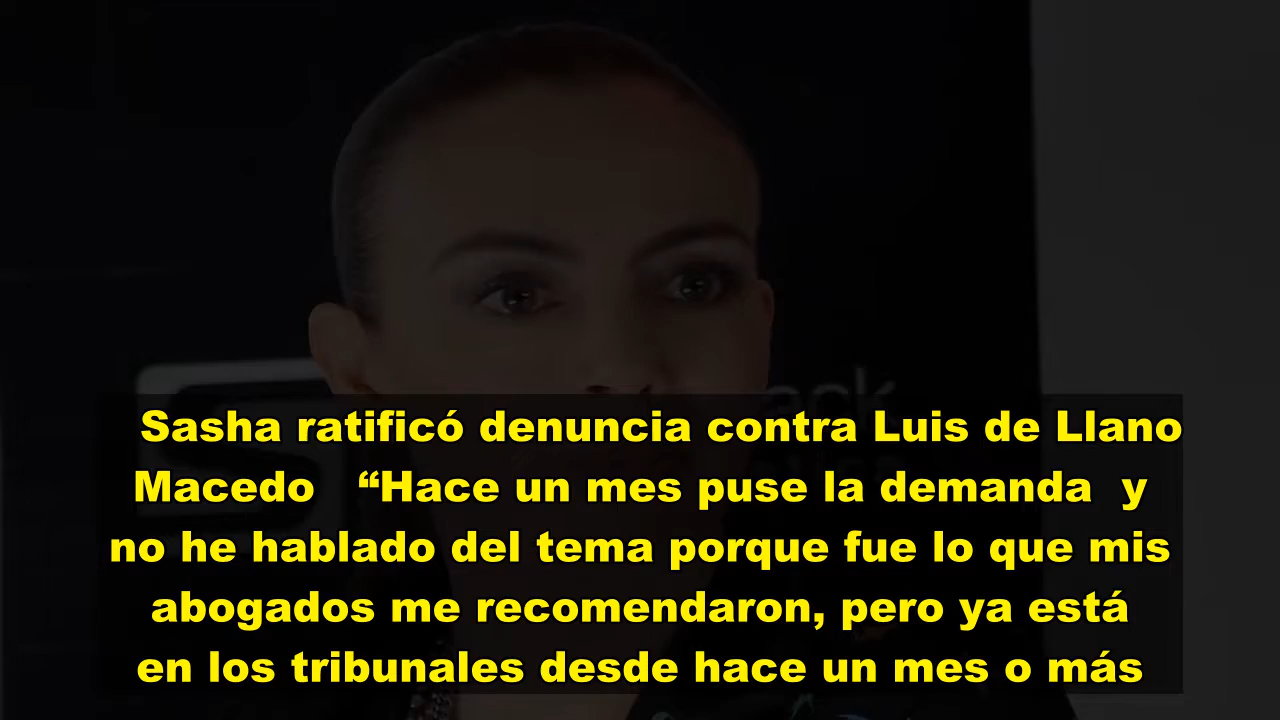 ack
Sasha ratificó denuncia contra Luis de Llano
Macedo “Hace un mes puse la demanda y
no he hablado del tema porque fue lo que mis
abogados me recomendaron, pero ya está
en los tribunales desde hace un mes o más